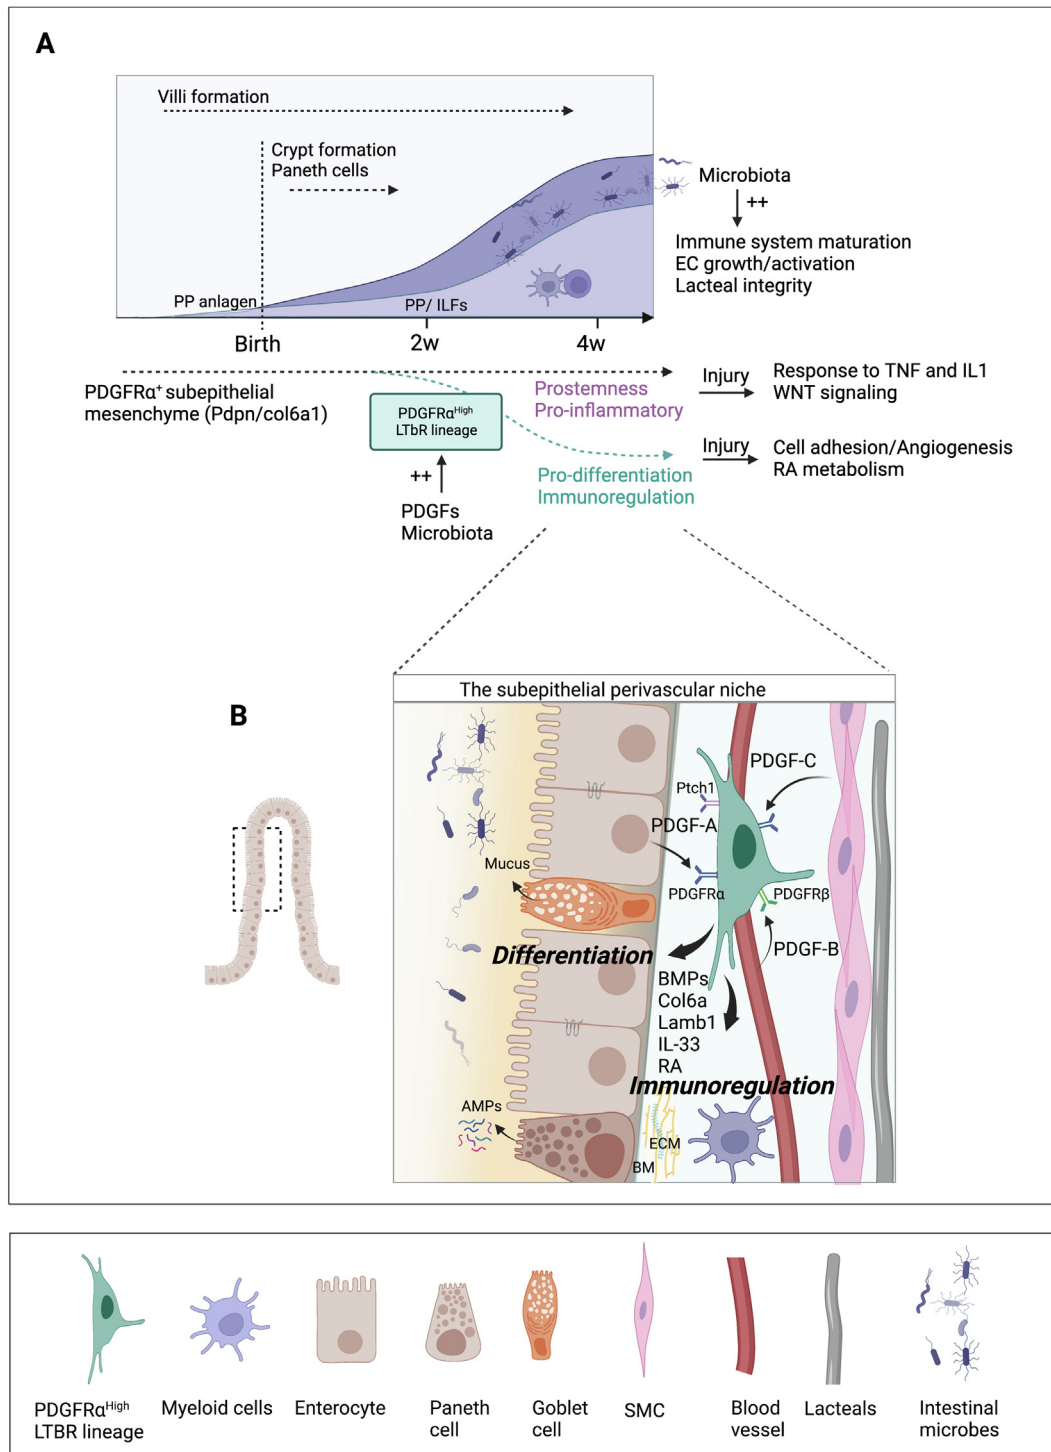 A
Villi formation
Crypt formation
Paneth cells
PP anlagen
PP/ ILFs
Birth
2w
4w
Microbiota
++
Immune system maturation
EC growth/activation
Lacteal integrity
PDGFRα⁺ subepithelial
mesenchyme (Pdpn/col6a1)
PDGFRα^High
LTbR lineage
++
PDGFs
Microbiota
Prostemness
Pro-inflammatory
Injury
Response to TNF and IL1
WNT signaling
Pro-differentiation
Immunoregulation
Injury
Cell adhesion/Angiogenesis
RA metabolism
B
The subepithelial perivascular niche
PDGF-C
Ptch1
PDGF-A
Mucus
PDGFRα
PDGFRβ
PDGF-B
Differentiation
BMPs
Col6a
Lamb1
IL-33
RA
Immunoregulation
AMPs
ECM
BM
PDGFRα^High
LTBR lineage
Myeloid cells
Enterocyte
Paneth
cell
Goblet
cell
SMC
Blood
vessel
Lacteals
Intestinal
microbes